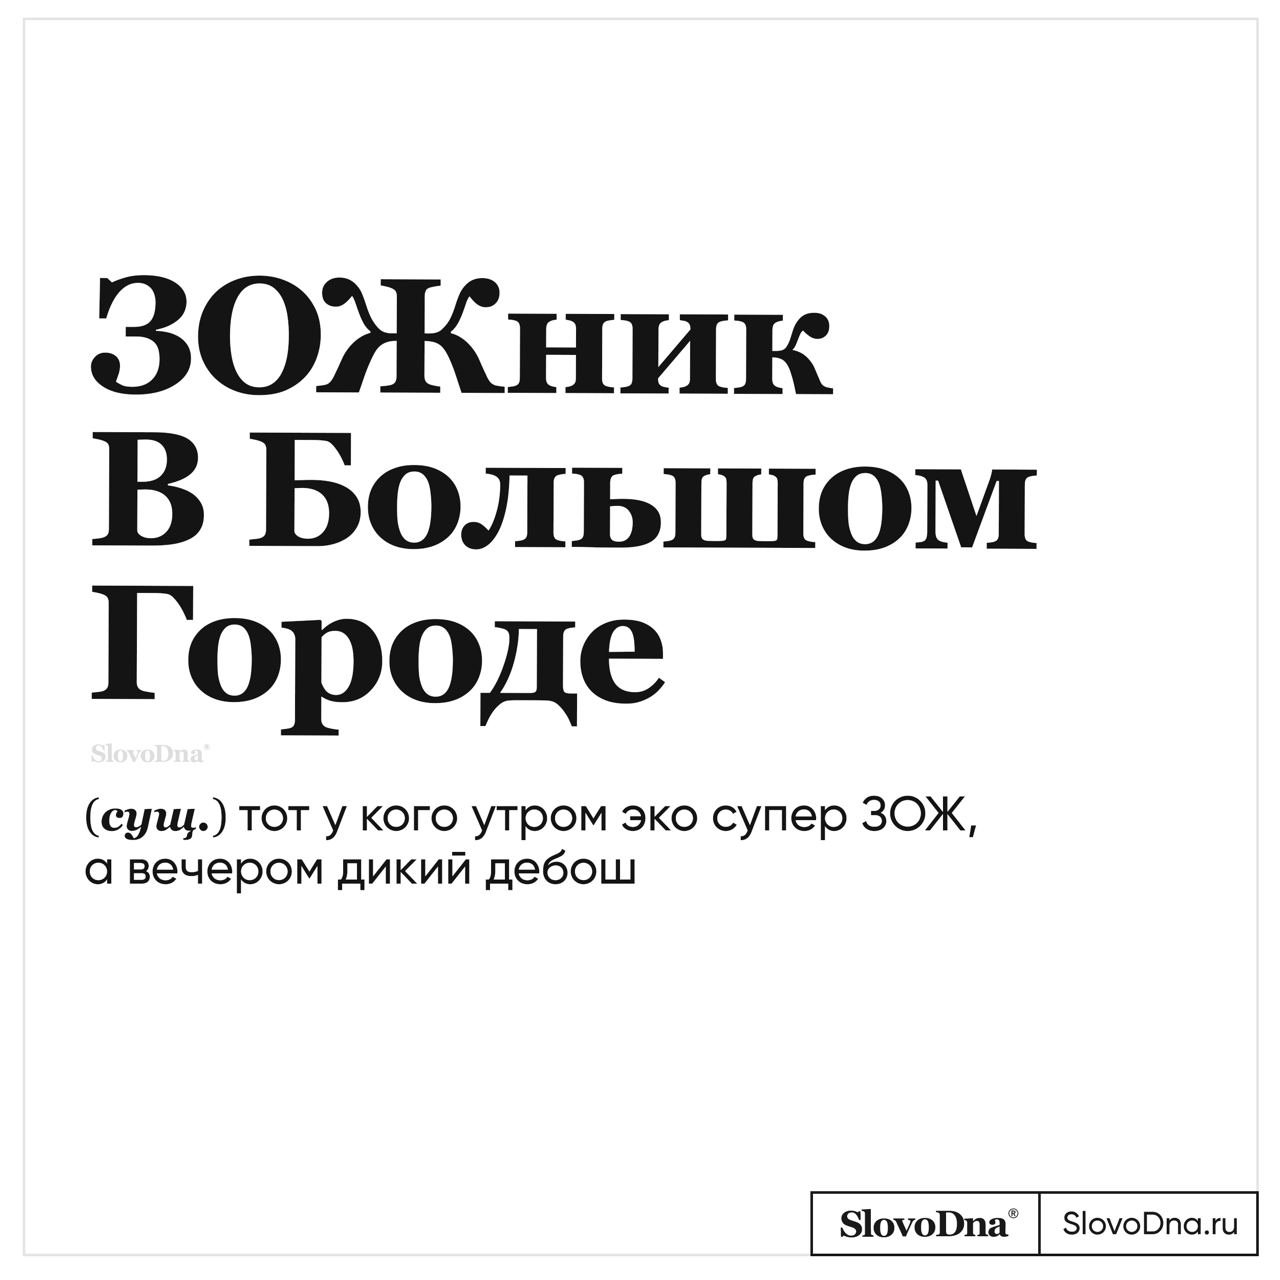 ЗОЖник
В Большом
Городе
SlovoDna®
(сущ.) тот у кого утром эко супер ЗОЖ,
а вечером дикий дебош
SlovoDna® SlovoDna.ru